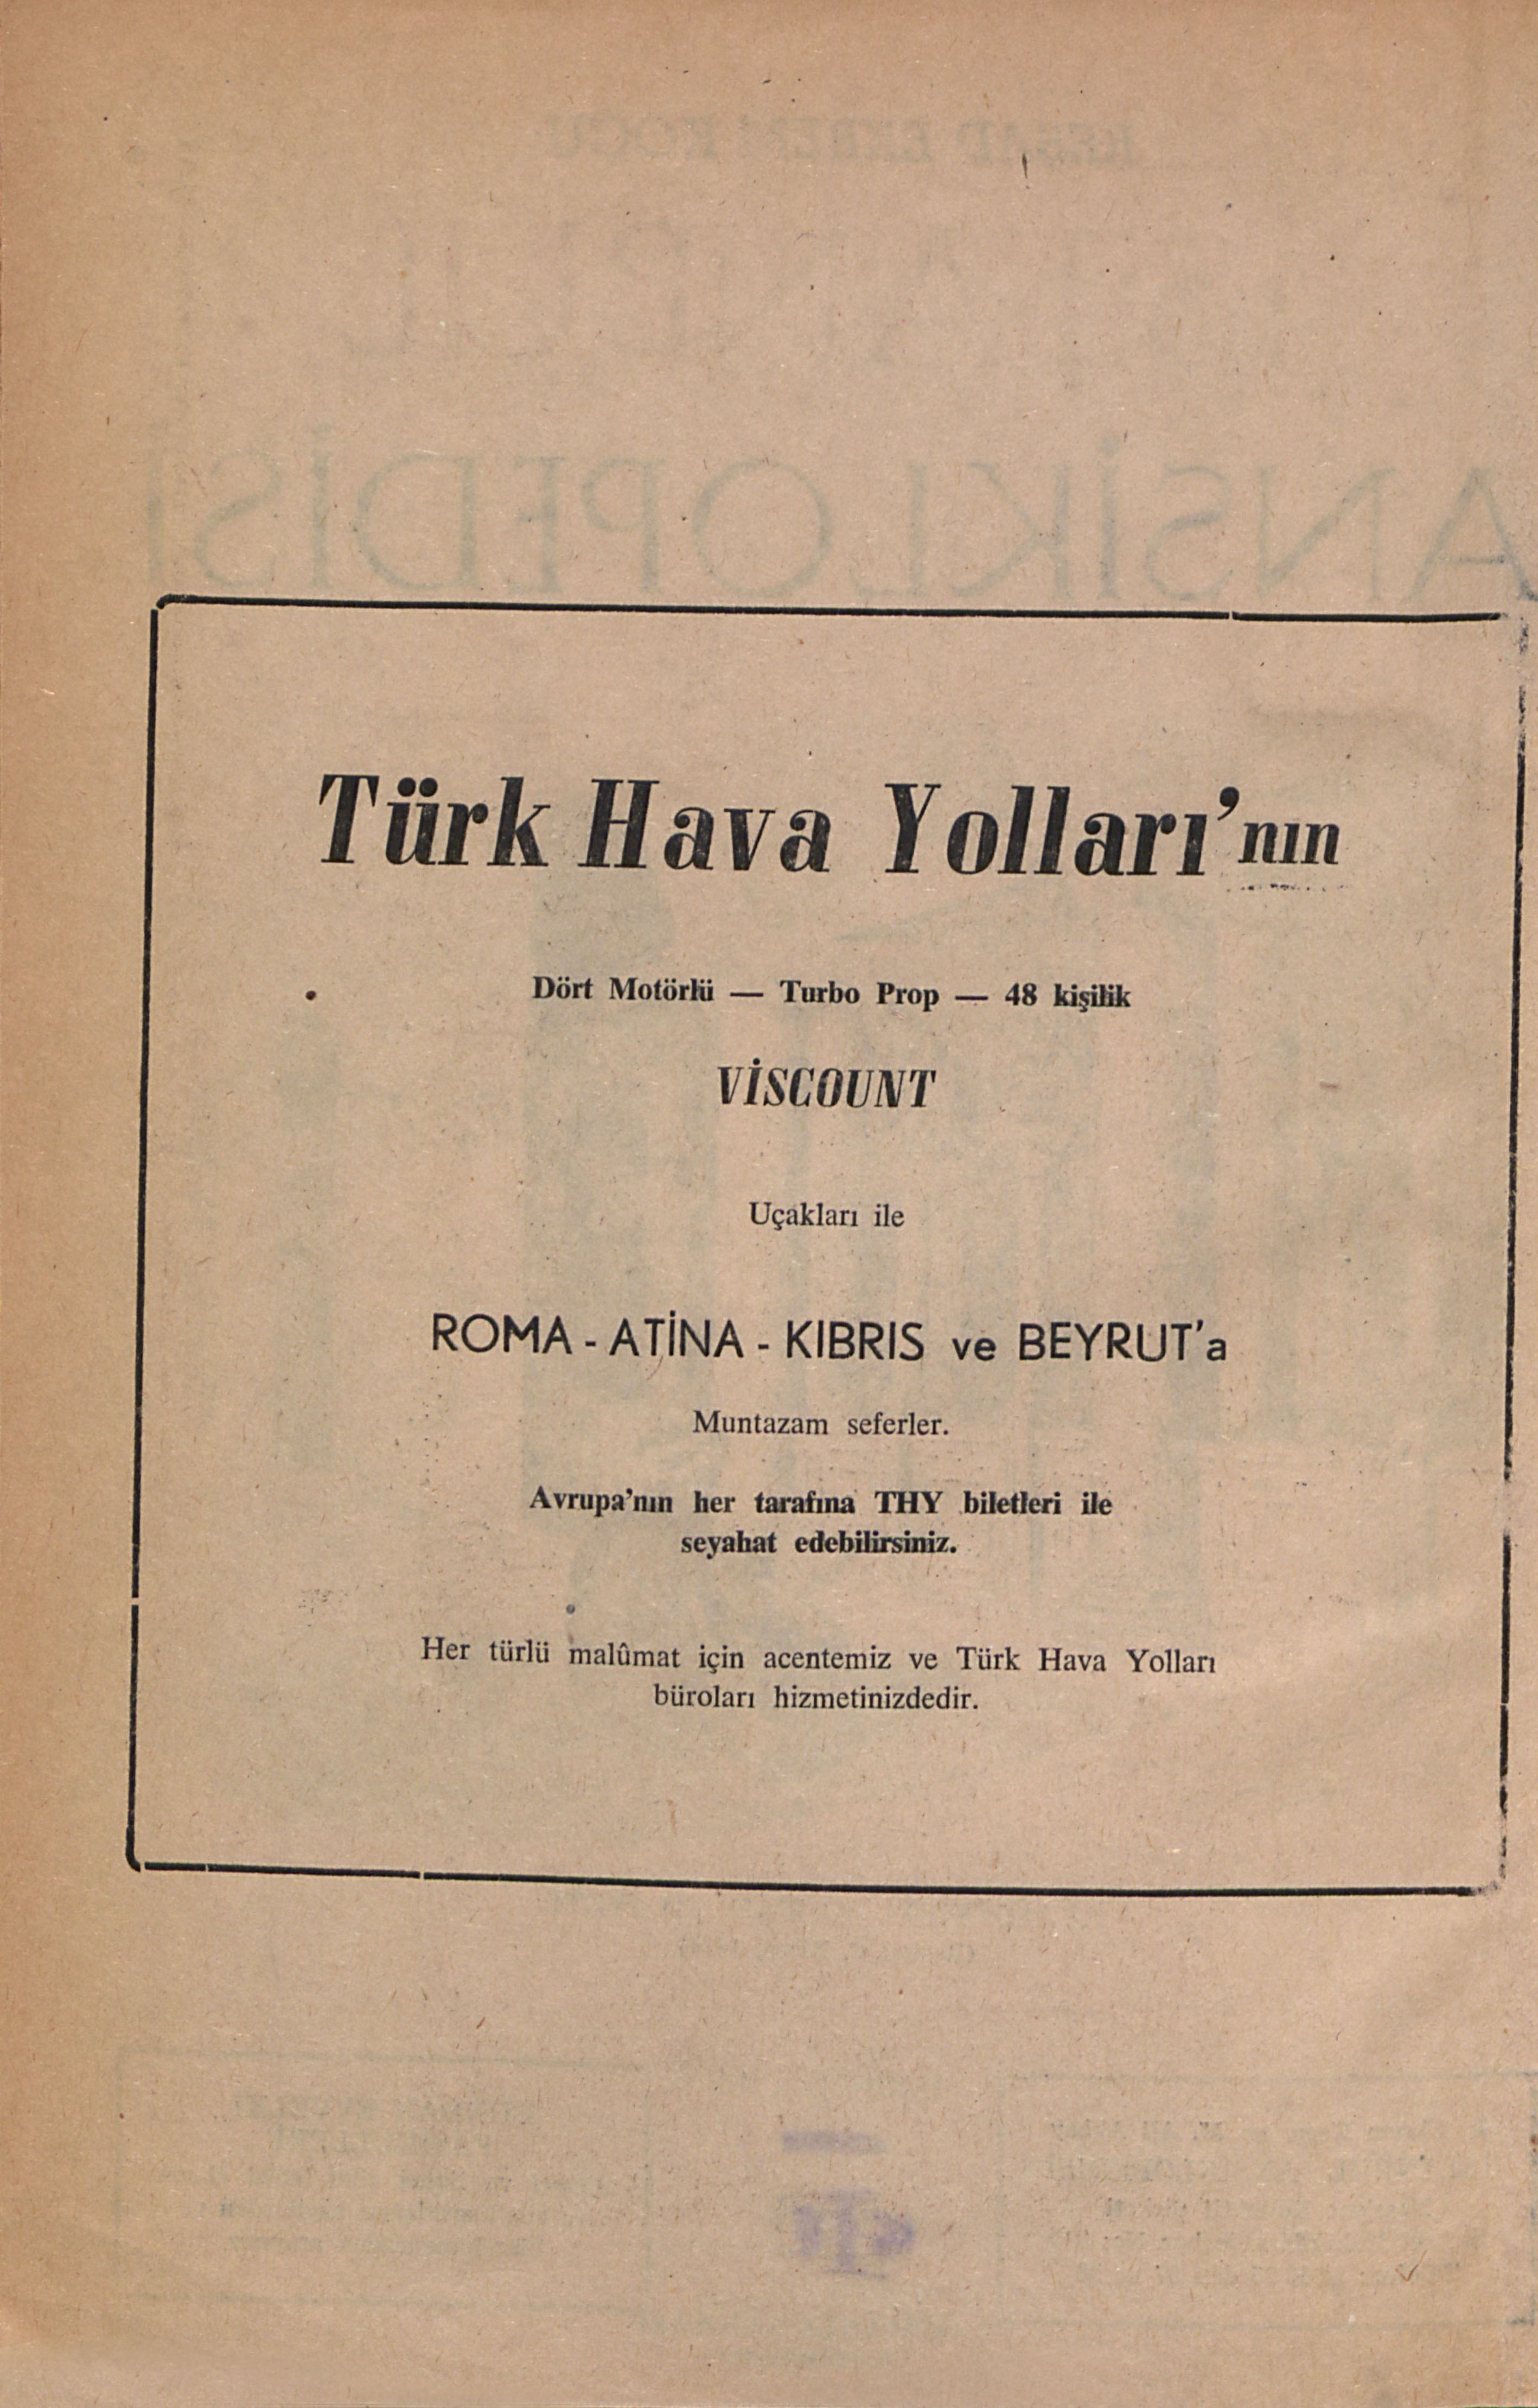 Türk Hava Yolları'nın
Dört Motörlü — Turbo Prop — 48 kişilik
VİSCOUNT
Uçakları ile
ROMA - ATİNA - KIBRIS ve BEYRUT'a
Muntazam seferler.
Avrupa'nın her tarafına THY biletleri ile
seyahat edebilirsiniz.
Her türlü malûmat için acentemiz ve Türk Hava Yolları
büroları hizmetinizdedir.